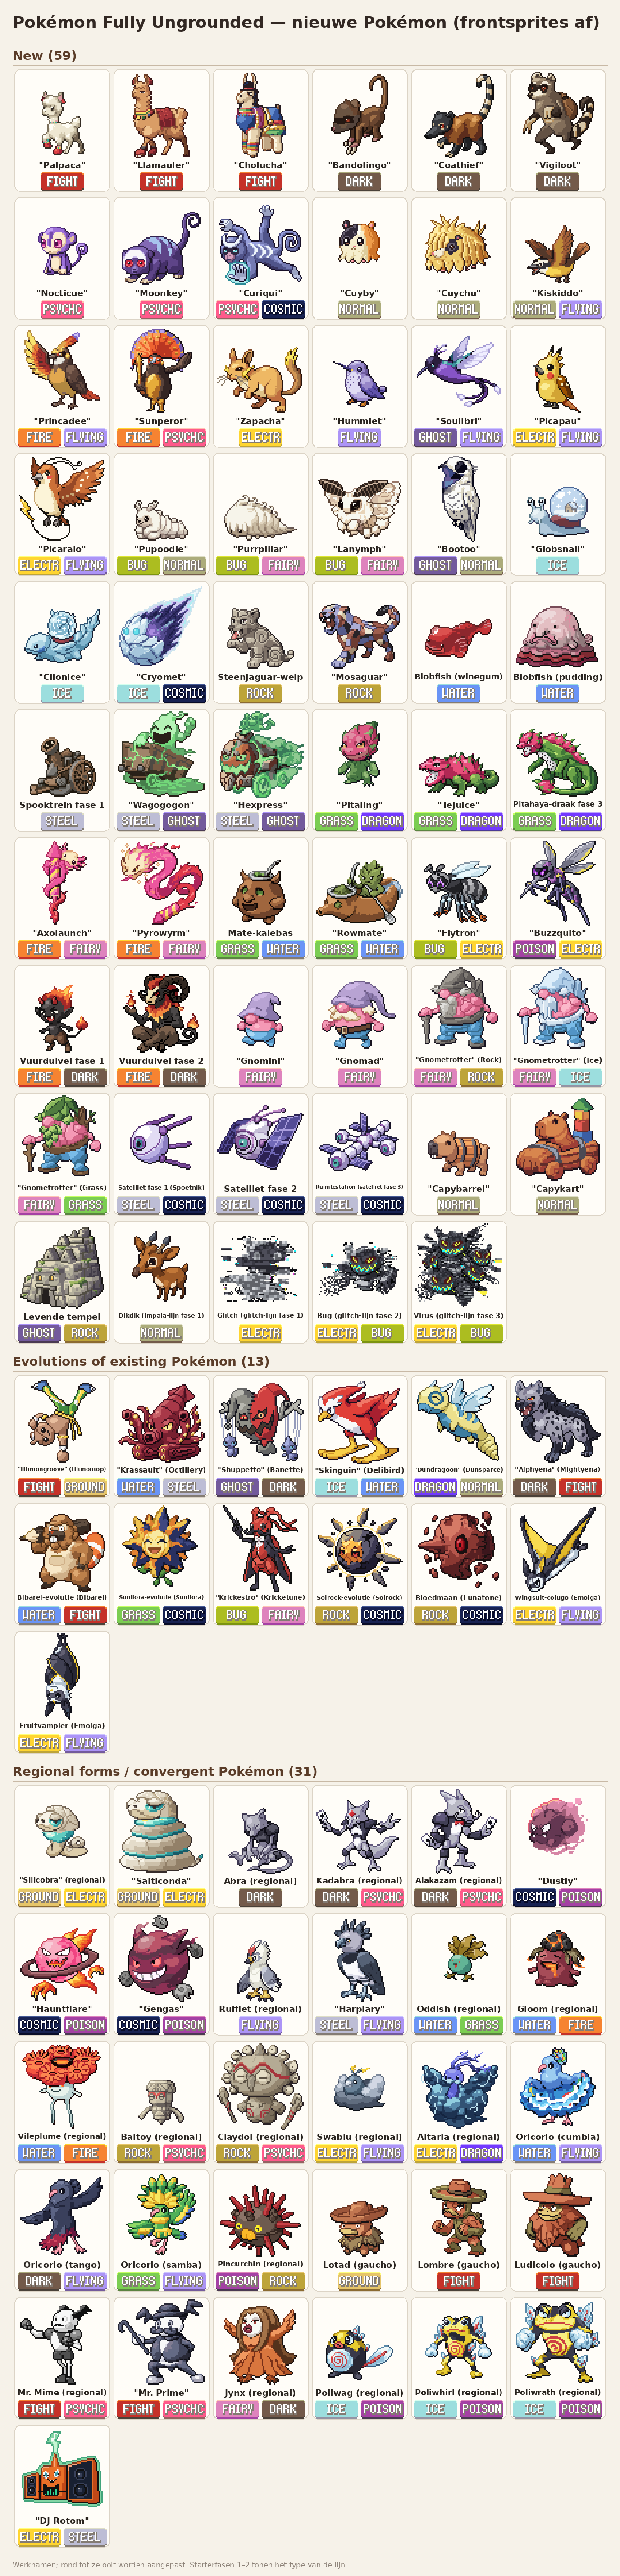 Pokémon Fully Ungrounded — nieuwe Pokémon (frontsprites af)
New (59)
"Palpaca" "Llamauler" "Cholucha" "Bandolingo" "Coathief" "Vigiloot"
FIGHT FIGHT FIGHT DARK DARK DARK
"Nocticue" "Moonkey" "Curiqui" "Cuyby" "Cuychu" "Kiskiddo"
PSYCHC PSYCHC PSYCHC COSMIC NORMAL NORMAL NORMAL FLYING
"Princadee" "Sunperor" "Zapacha" "Hummlet" "Soulibri" "Picapau"
FIRE FLYING FIRE PSYCHC ELECTR FLYING GHOST FLYING ELECTR FLYING
"Picaraio" "Pupoodle" "Purrpillar" "Lanymph" "Bootoo" "Globsnail"
ELECTR FLYING BUG NORMAL BUG FAIRY BUG FAIRY GHOST NORMAL ICE
"Clionice" "Cryomet" Steenjaguar-welp "Mosaguar" Blobfish (winegum) Blobfish (pudding)
ICE ICE COSMIC ROCK ROCK WATER WATER
Spooktrein fase 1 "Wagogogon" "Hexpress" "Pitaling" "Tejuice" Pitahaya-draak fase 3
STEEL STEEL GHOST STEEL GHOST GRASS DRAGON GRASS DRAGON GRASS DRAGON
"Axolaunch" "Pyrowyrm" Mate-kalebas "Rowmate" "Flytron" "Buzzquito"
FIRE FAIRY FIRE FAIRY GRASS WATER GRASS WATER BUG ELECTR POISON ELECTR
Vuurduivel fase 1 Vuurduivel fase 2 "Gnomini" "Gnomad" "Gnometrotter" (Rock) "Gnometrotter" (Ice)
FIRE DARK FIRE DARK FAIRY FAIRY FAIRY ROCK FAIRY ICE
"Gnometrotter" (Grass) Satelliet fase 1 (Spoetnik) Satelliet fase 2 Ruimtestation (satelliet fase 3) "Capybarrel" "Capykart"
FAIRY GRASS STEEL COSMIC STEEL COSMIC STEEL COSMIC NORMAL NORMAL
Levende tempel Dikdik (impala-lijn fase 1) Glitch (glitch-lijn fase 1) Bug (glitch-lijn fase 2) Virus (glitch-lijn fase 3)
GHOST ROCK NORMAL ELECTR ELECTR BUG ELECTR BUG
Evolutions of existing Pokémon (13)
"Hitmongroove" (Hitmontop) "Krassault" (Octillery) "Shuppetto" (Banette) "Skinguin" (Delibird) "Dundragoon" (Dunsparce) "Alphyena" (Mightyena)
FIGHT GROUND WATER STEEL GHOST DARK ICE WATER DRAGON NORMAL DARK FIGHT
Bibarel-evolutie (Bibarel) Sunflora-evolutie (Sunflora) "Krickestro" (Kricketune) Solrock-evolutie (Solrock) Bloedmaan (Lunatone) Wingsuit-colugo (Emolga)
WATER FIGHT GRASS COSMIC BUG FAIRY ROCK COSMIC ROCK COSMIC ELECTR FLYING
Fruitvampier (Emolga)
ELECTR FLYING
Regional forms / convergent Pokémon (31)
"Silicobra" (regional) "Salticonda" Abra (regional) Kadabra (regional) Alakazam (regional) "Dustly"
GROUND ELECTR GROUND ELECTR DARK DARK PSYCHC DARK PSYCHC COSMIC POISON
"Hauntflare" "Gengas" Rufflet (regional) "Harpiary" Oddish (regional) Gloom (regional)
COSMIC POISON COSMIC POISON FLYING STEEL FLYING WATER GRASS WATER FIRE
Vileplume (regional) Baltoy (regional) Claydol (regional) Swablu (regional) Altaria (regional) Oricorio (cumbia)
WATER FIRE ROCK PSYCHC ROCK PSYCHC ELECTR FLYING ELECTR DRAGON WATER FLYING
Oricorio (tango) Oricorio (samba) Pincurchin (regional) Lotad (gaucho) Lombre (gaucho) Ludicolo (gaucho)
DARK FLYING GRASS FLYING POISON ROCK GROUND FIGHT FIGHT
Mr. Mime (regional) "Mr. Prime" Jynx (regional) Poliwag (regional) Poliwhirl (regional) Poliwrath (regional)
FIGHT PSYCHC FIGHT PSYCHC FAIRY DARK ICE POISON ICE POISON ICE POISON
"DJ Rotom"
ELECTR STEEL
Werknamen; rond tot ze ooit worden aangepast. Starterfasen 1–2 tonen het type van de lijn.